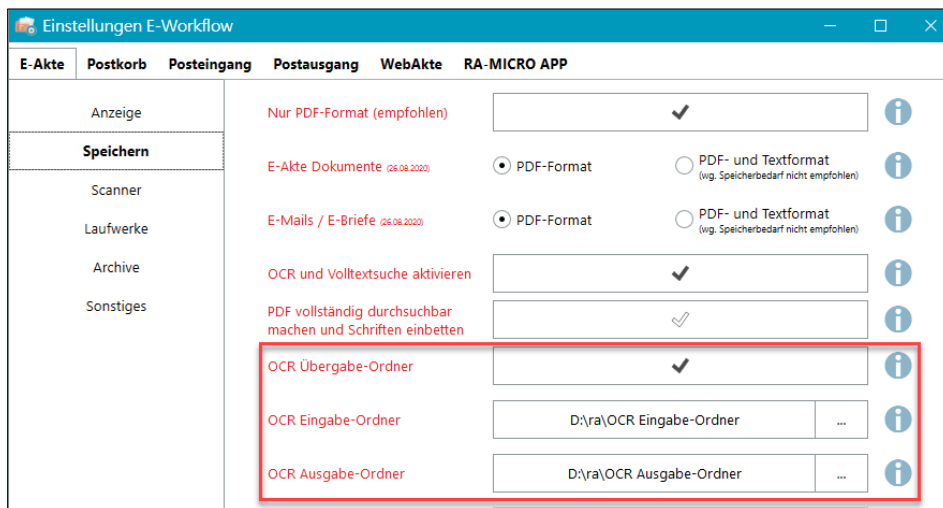 Einstellungen E-Workflow
E-Akte Postkorb Posteingang Postausgang WebAkte RA-MICRO APP
Anzeige
Speichern
Scanner
Laufwerke
Archive
Sonstiges
Nur PDF-Format (empfohlen)
E-Akte Dokumente (26.08.2020) PDF-Format PDF- und Textformat
(wg. Speicherbedarf nicht empfohlen)
E-Mails / E-Briefe (26.08.2020) PDF-Format PDF- und Textformat
(wg. Speicherbedarf nicht empfohlen)
OCR und Volltextsuche aktivieren
PDF vollständig durchsuchbar
machen und Schriften einbetten
OCR Übergabe-Ordner
OCR Eingabe-Ordner D:\ra\OCR Eingabe-Ordner ...
OCR Ausgabe-Ordner D:\ra\OCR Ausgabe-Ordner ...